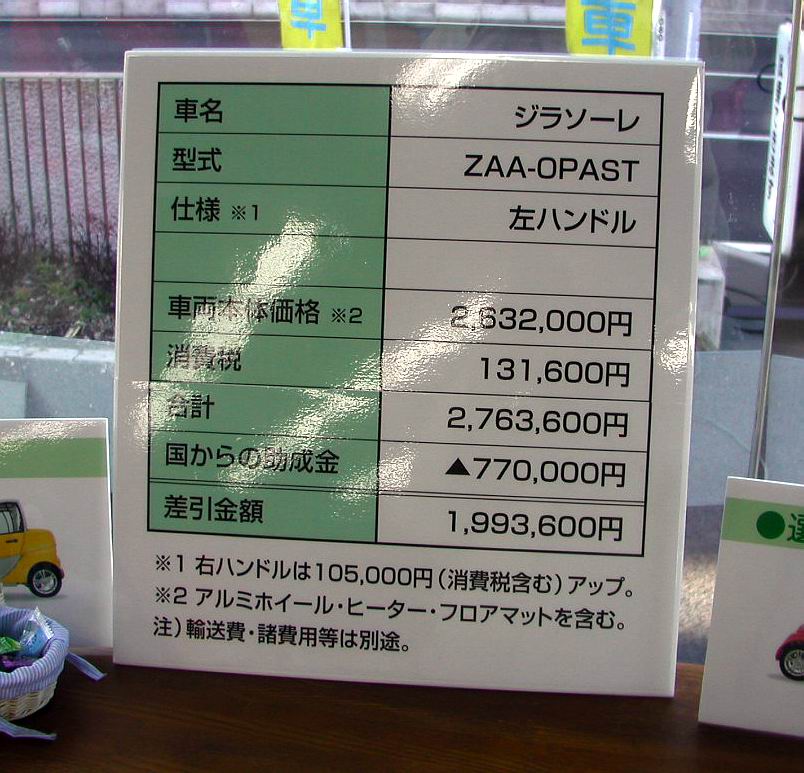 車
車
車名 ジラソーレ
型式 ZAA-0PAST
仕様 ※1 左ハンドル
車両本体価格 ※2 2,632,000円
消費税 131,600円
合計 2,763,600円
国からの助成金 ▲770,000円
差引金額 1,993,600円
※1 右ハンドルは105,000円(消費税含む)アップ。
※2 アルミホイール・ヒーター・フロアマットを含む。
注)輸送費・諸費用等は別途。